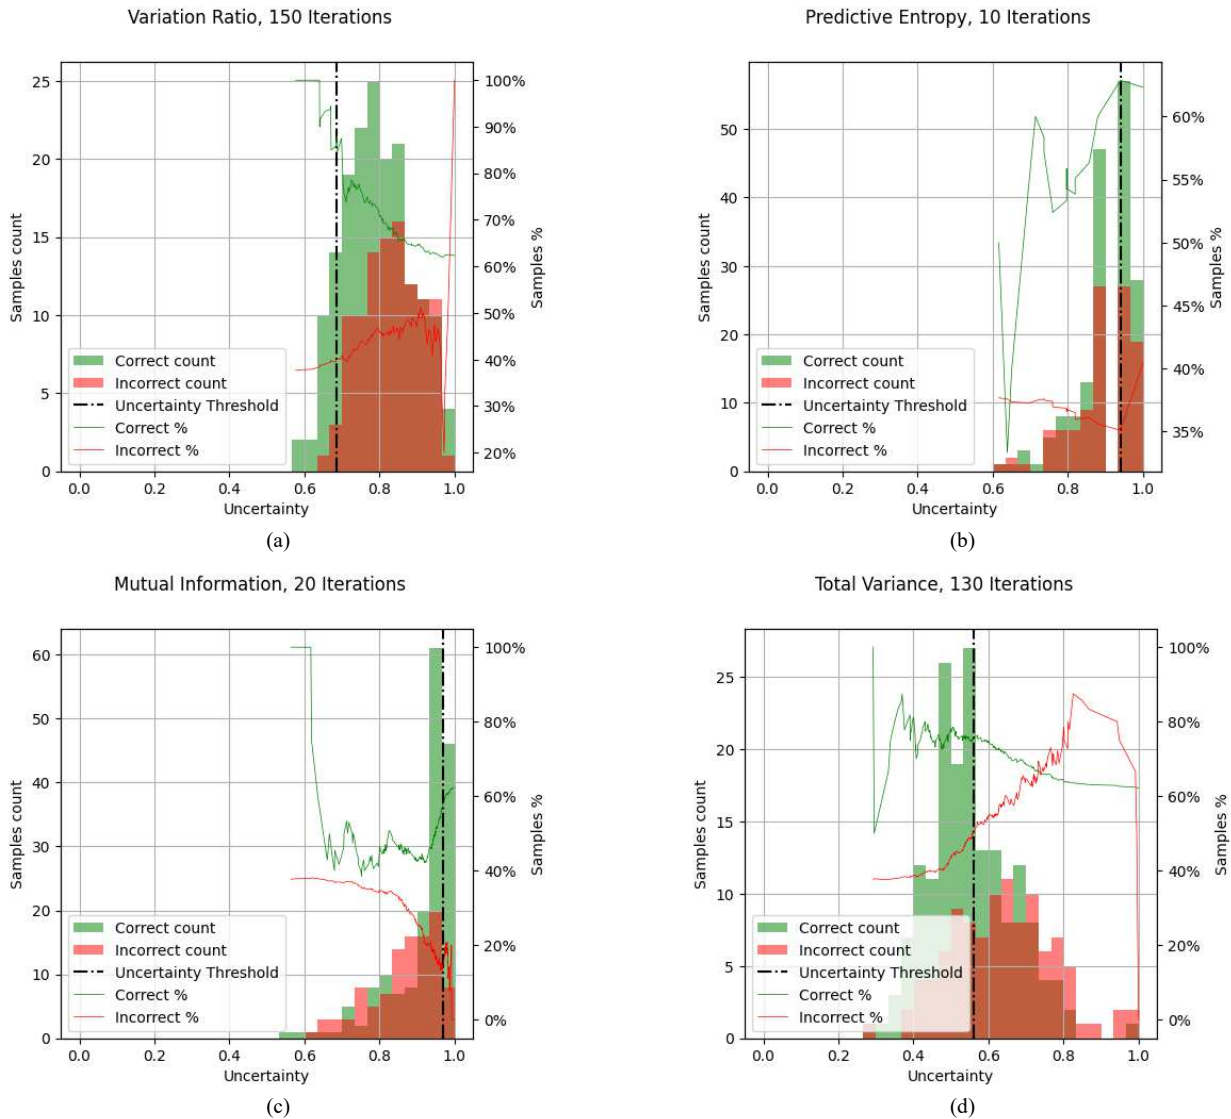 Variation Ratio, 150 Iterations
Predictive Entropy, 10 Iterations
25
20
15
10
5
0
Samples count
100%
90%
80%
70%
60%
50%
40%
30%
20%
Samples %
Correct count
Incorrect count
Uncertainty Threshold
Correct %
Incorrect %
0.0 0.2 0.4 0.6 0.8 1.0
Uncertainty
(a)
50
40
30
20
10
0
Samples count
60%
55%
50%
45%
40%
35%
Samples %
Correct count
Incorrect count
Uncertainty Threshold
Correct %
Incorrect %
0.0 0.2 0.4 0.6 0.8 1.0
Uncertainty
(b)
Mutual Information, 20 Iterations
Total Variance, 130 Iterations
60
50
40
30
20
10
0
Samples count
100%
80%
60%
40%
20%
0%
Samples %
Correct count
Incorrect count
Uncertainty Threshold
Correct %
Incorrect %
0.0 0.2 0.4 0.6 0.8 1.0
Uncertainty
(c)
25
20
15
10
5
0
Samples count
100%
80%
60%
40%
20%
0%
Samples %
Correct count
Incorrect count
Uncertainty Threshold
Correct %
Incorrect %
0.0 0.2 0.4 0.6 0.8 1.0
Uncertainty
(d)